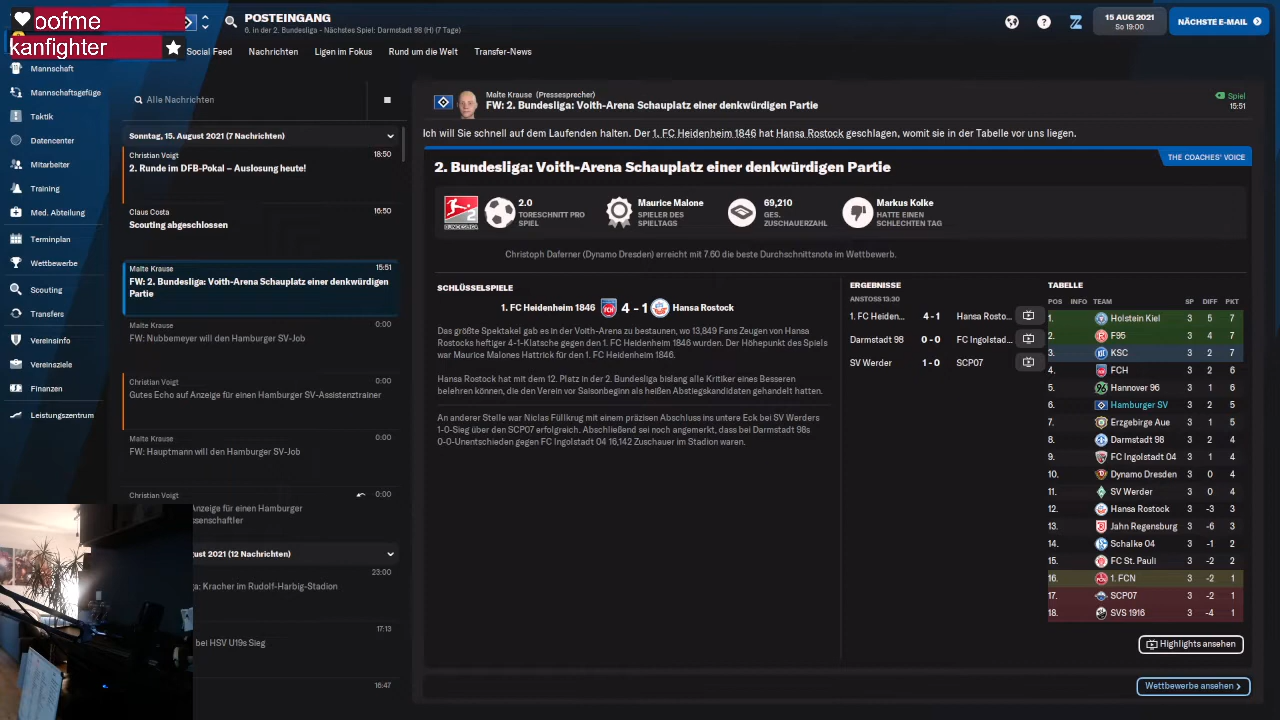 oofme
kanfighter
POSTEINGANG
6. in der 2. Bundesliga - Nächstes Spiel: Darmstadt 98 (H) (7 Tage)
15 AUG 2021
So 19:00
NÄCHSTE E-MAIL
Social Feed
Nachrichten
Ligen im Fokus
Rund um die Welt
Transfer-News
Mannschaft
Mannschaftsgefüge
Taktik
Datencenter
Mitarbeiter
Training
Med. Abteilung
Terminplan
Wettbewerbe
Scouting
Transfers
Vereinsinfo
Vereinsziele
Finanzen
Leistungszentrum
Alle Nachrichten
Sonntag, 15. August 2021 (7 Nachrichten)
Christian Voigt 18:50
2. Runde im DFB-Pokal – Auslosung heute!
Claus Costa 16:50
Scouting abgeschlossen
Malte Krause 15:51
FW: 2. Bundesliga: Voith-Arena Schauplatz einer denkwürdigen
Partie
Malte Krause 0:00
FW: Nubbemeyer will den Hamburger SV-Job
Christian Voigt 0:00
Gutes Echo auf Anzeige für einen Hamburger SV-Assistenztrainer
Malte Krause 0:00
FW: Hauptmann will den Hamburger SV-Job
Christian Voigt 0:00
Anzeige für einen Hamburger
ssenschaftler
ust 2021 (12 Nachrichten)
23:00
a: Kracher im Rudolf-Harbig-Stadion
17:13
bei HSV U19s Sieg
16:47
Malte Krause (Pressesprecher)
FW: 2. Bundesliga: Voith-Arena Schauplatz einer denkwürdigen Partie
Spiel
15:51
Ich will Sie schnell auf dem Laufenden halten. Der 1. FC Heidenheim 1846 hat Hansa Rostock geschlagen, womit sie in der Tabelle vor uns liegen.
2. Bundesliga: Voith-Arena Schauplatz einer denkwürdigen Partie
THE COACHES' VOICE
2.0
TORESCHNITT PRO
SPIEL
Maurice Malone
SPIELER DES
SPIELTAGS
69,210
GES.
ZUSCHAUERZAHL
Markus Kolke
HATTE EINEN
SCHLECHTEN TAG
Christoph Daferner (Dynamo Dresden) erreicht mit 7.60 die beste Durchschnittsnote im Wettbewerb.
SCHLÜSSELSPIELE
1. FC Heidenheim 1846 4 - 1 Hansa Rostock
Das größte Spektakel gab es in der Voith-Arena zu bestaunen, wo 13,849 Fans Zeugen von Hansa
Rostocks heftiger 4-1-Klatsche gegen den 1. FC Heidenheim 1846 wurden. Der Höhepunkt des Spiels
war Maurice Malones Hattrick für den 1. FC Heidenheim 1846.
Hansa Rostock hat mit dem 12. Platz in der 2. Bundesliga bislang alle Kritiker eines Besseren
belehren können, die den Verein vor Saisonbeginn als heißen Abstiegskandidaten gehandelt hatten.
An anderer Stelle war Niclas Füllkrug mit einem präzisen Abschluss ins untere Eck bei SV Werders
1-0-Sieg über den SCP07 erfolgreich. Abschließend sei noch angemerkt, dass bei Darmstadt 98s
0-0-Unentschieden gegen FC Ingolstadt 04 16,142 Zuschauer im Stadion waren.
ERGEBNISSE
ANSTOSS 13:30
1. FC Heiden... 4-1 Hansa Rosto...
Darmstadt 98 0-0 FC Ingolstad...
SV Werder 1-0 SCP07
TABELLE
POS INFO TEAM SP DIFF PKT
1. Holstein Kiel 3 5 7
2. F95 3 4 7
3. KSC 3 2 7
4. FCH 3 2 6
5. Hannover 96 3 1 6
6. Hamburger SV 3 2 5
7. Erzgebirge Aue 3 1 5
8. Darmstadt 98 3 2 4
9. FC Ingolstadt 04 3 1 4
10. Dynamo Dresden 3 0 4
11. SV Werder 3 0 4
12. Hansa Rostock 3 -3 3
13. Jahn Regensburg 3 -6 3
14. Schalke 04 3 -1 2
15. FC St. Pauli 3 -2 2
16. 1. FCN 3 -2 1
17. SCP07 3 -2 1
18. SVS 1916 3 -4 1
Highlights ansehen
Wettbewerbe ansehen